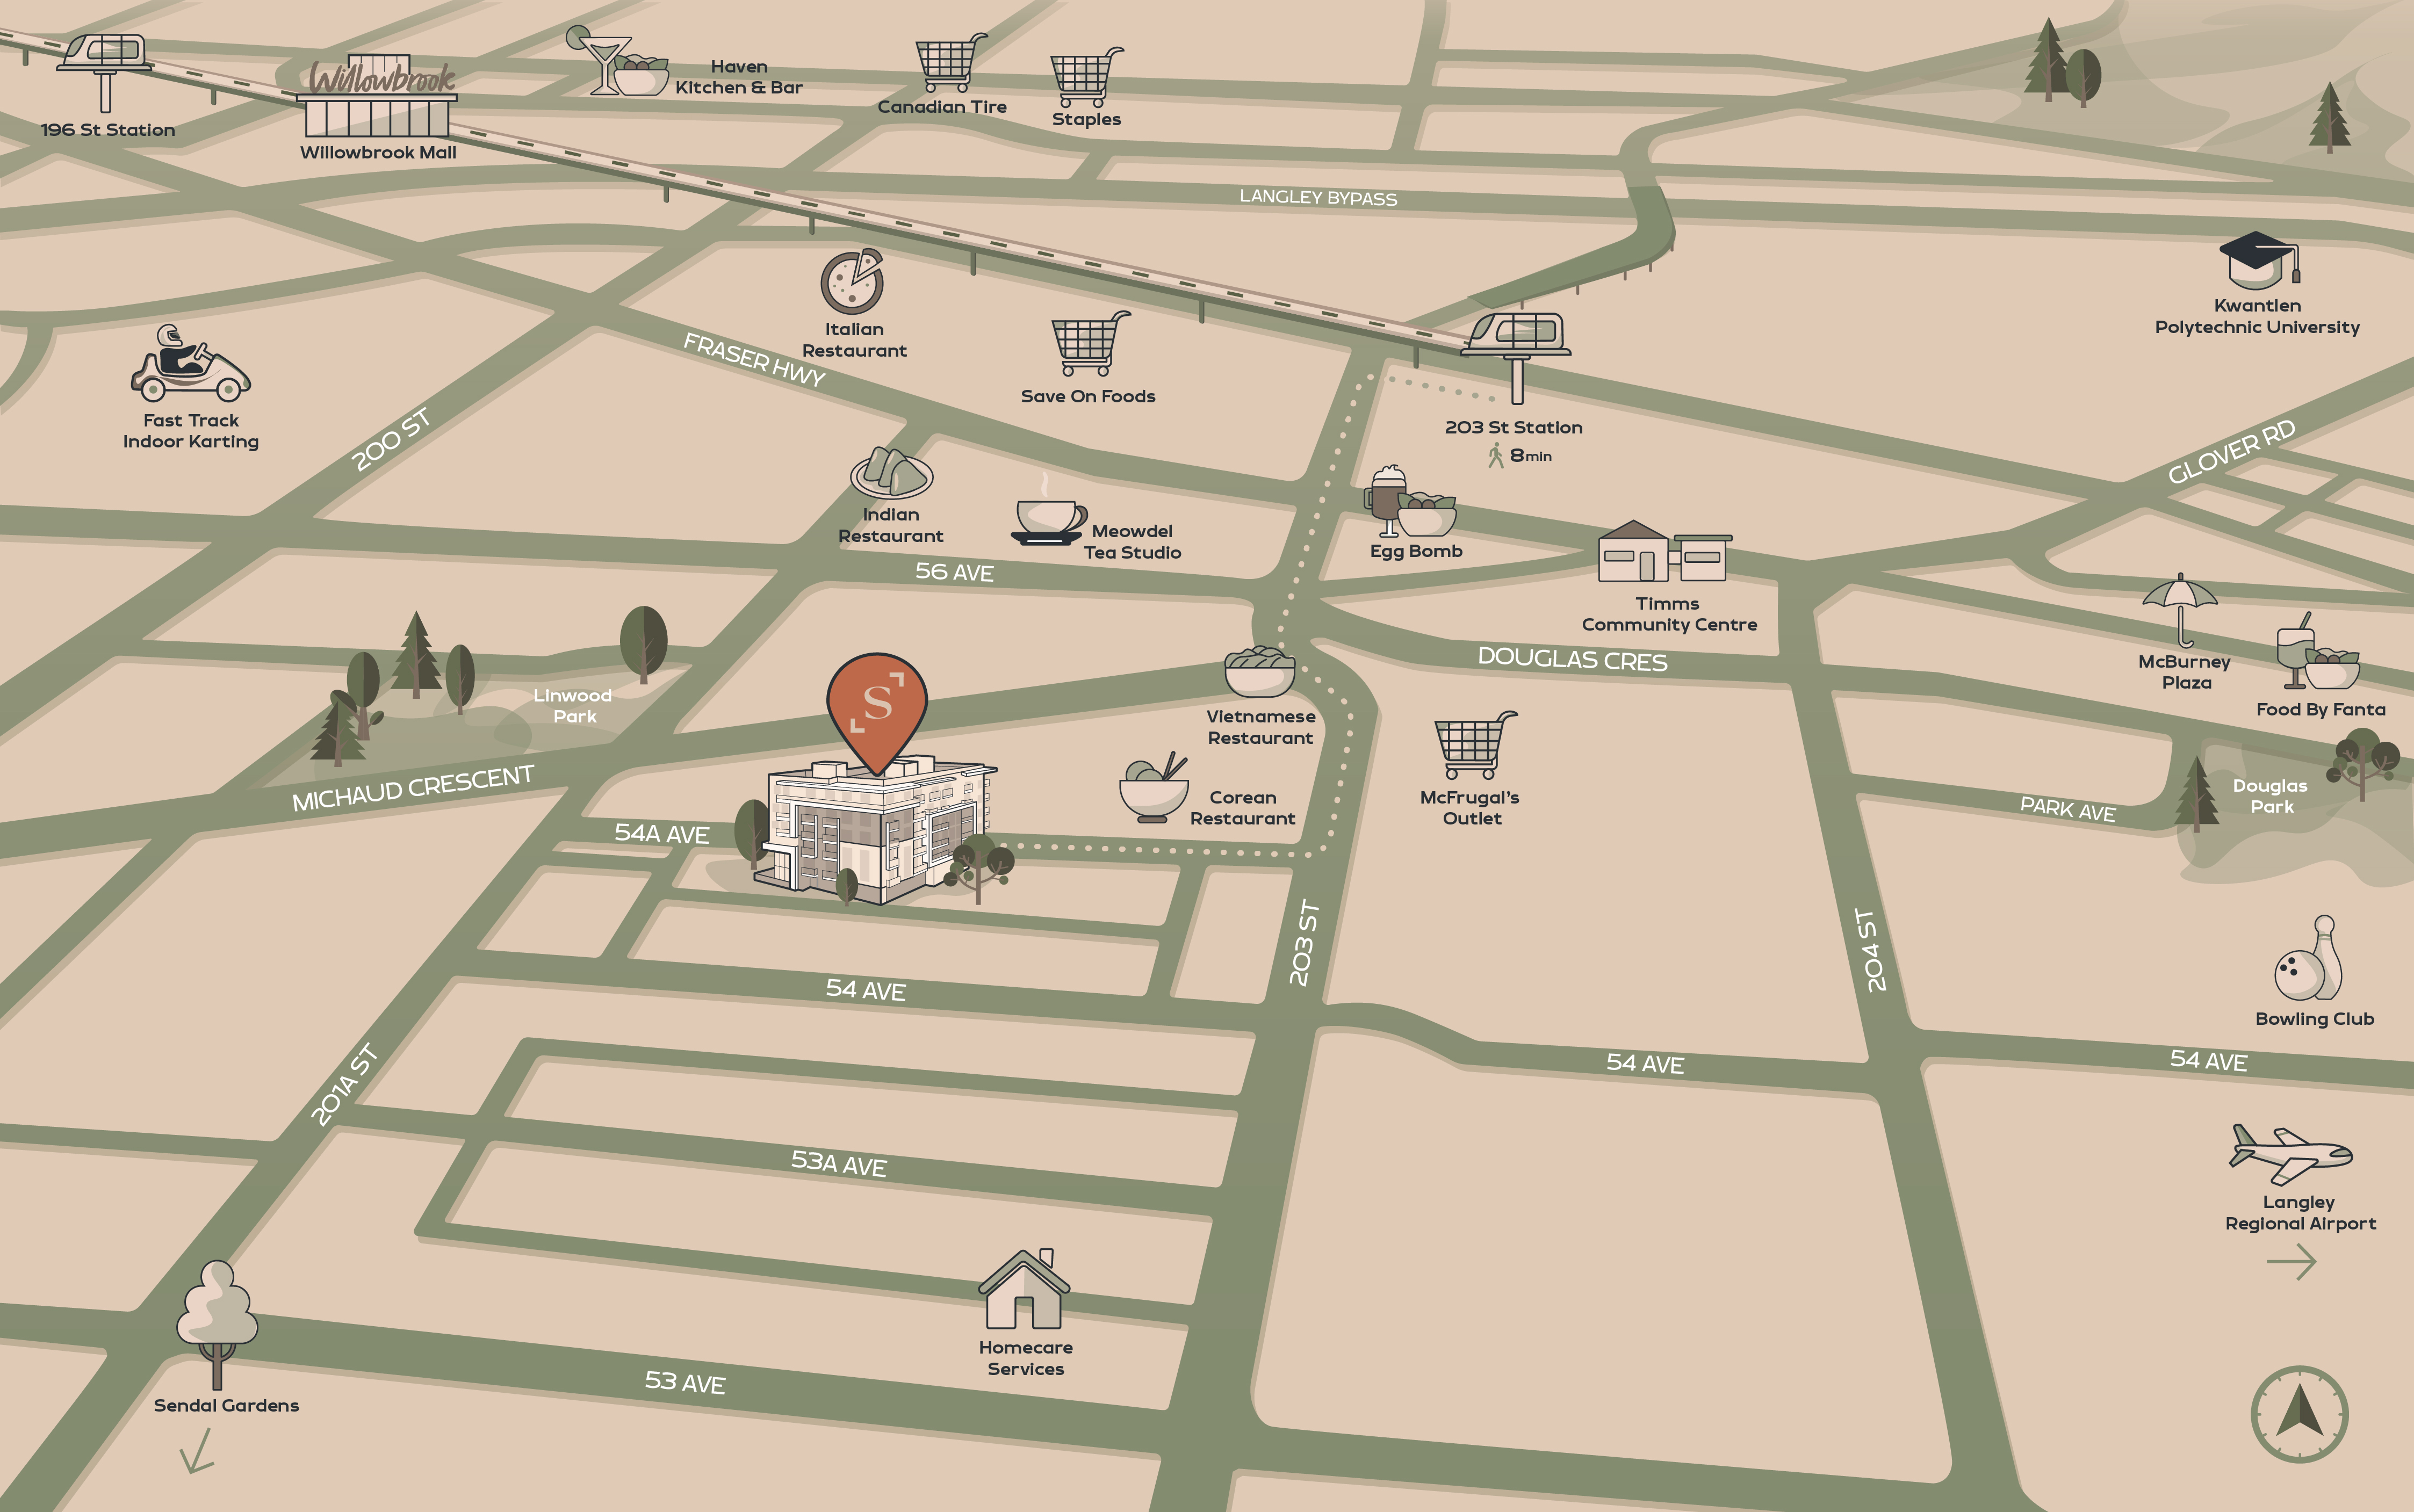 196 St Station
Willowbrook
Willowbrook Mall
Haven
Kitchen & Bar
Canadian Tire
Staples
LANGLEY BYPASS
Kwantlen
Polytechnic University
Italian
Restaurant
FRASER HWY
Save On Foods
Fast Track
Indoor Karting
200 ST
203 St Station
8min
GLOVER RD
Indian
Restaurant
Meowdel
Tea Studio
56 AVE
Egg Bomb
Timms
Community Centre
DOUGLAS CRES
McBurney
Plaza
Food By Fanta
Linwood
Park
S
Vietnamese
Restaurant
MICHAUD CRESCENT
54A AVE
Corean
Restaurant
McFrugal's
Outlet
PARK AVE
Douglas
Park
203 ST
204 ST
54 AVE
Bowling Club
54 AVE
54 AVE
201A ST
53A AVE
Langley
Regional Airport
Homecare
Services
53 AVE
Sendal Gardens